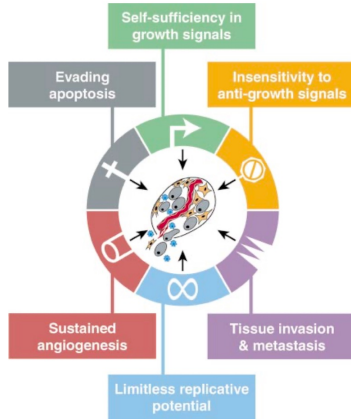 Self-sufficiency in
growth signals
Evading
apoptosis
Insensitivity to
anti-growth signals
Sustained
angiogenesis
Tissue invasion
& metastasis
Limitless replicative
potential